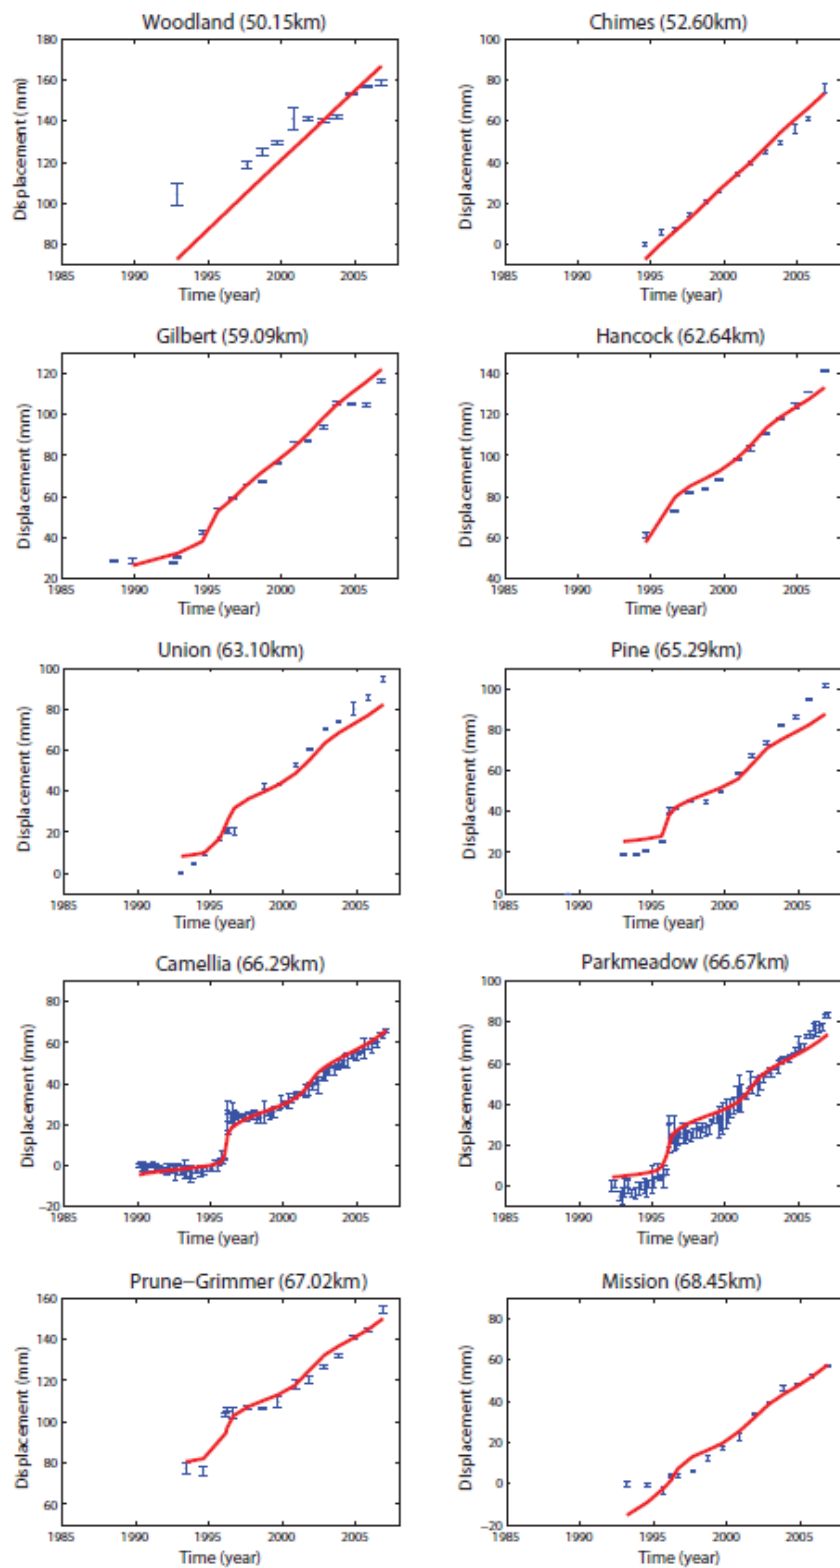 Woodland (50.15km)
180
160
140
120
100
80
1985 1990 1995 2000 2005
Displacement (mm)
Time (year)
Chimes (52.60km)
100
80
60
40
20
0
1985 1990 1995 2000 2005
Displacement (mm)
Time (year)
Gilbert (59.09km)
120
100
80
60
40
20
1985 1990 1995 2000 2005
Displacement (mm)
Time (year)
Hancock (62.64km)
140
120
100
80
60
40
1985 1990 1995 2000 2005
Displacement (mm)
Time (year)
Union (63.10km)
100
80
60
40
20
0
1985 1990 1995 2000 2005
Displacement (mm)
Time (year)
Pine (65.29km)
100
80
60
40
20
0
1985 1990 1995 2000 2005
Displacement (mm)
Time (year)
Camellia (66.29km)
80
60
40
20
0
−20
1985 1990 1995 2000 2005
Displacement (mm)
Time (year)
Parkmeadow (66.67km)
100
80
60
40
20
0
1985 1990 1995 2000 2005
Displacement (mm)
Time (year)
Prune−Grimmer (67.02km)
160
140
120
100
80
60
1985 1990 1995 2000 2005
Displacement (mm)
Time (year)
Mission (68.45km)
80
60
40
20
0
−20
1985 1990 1995 2000 2005
Displacement (mm)
Time (year)